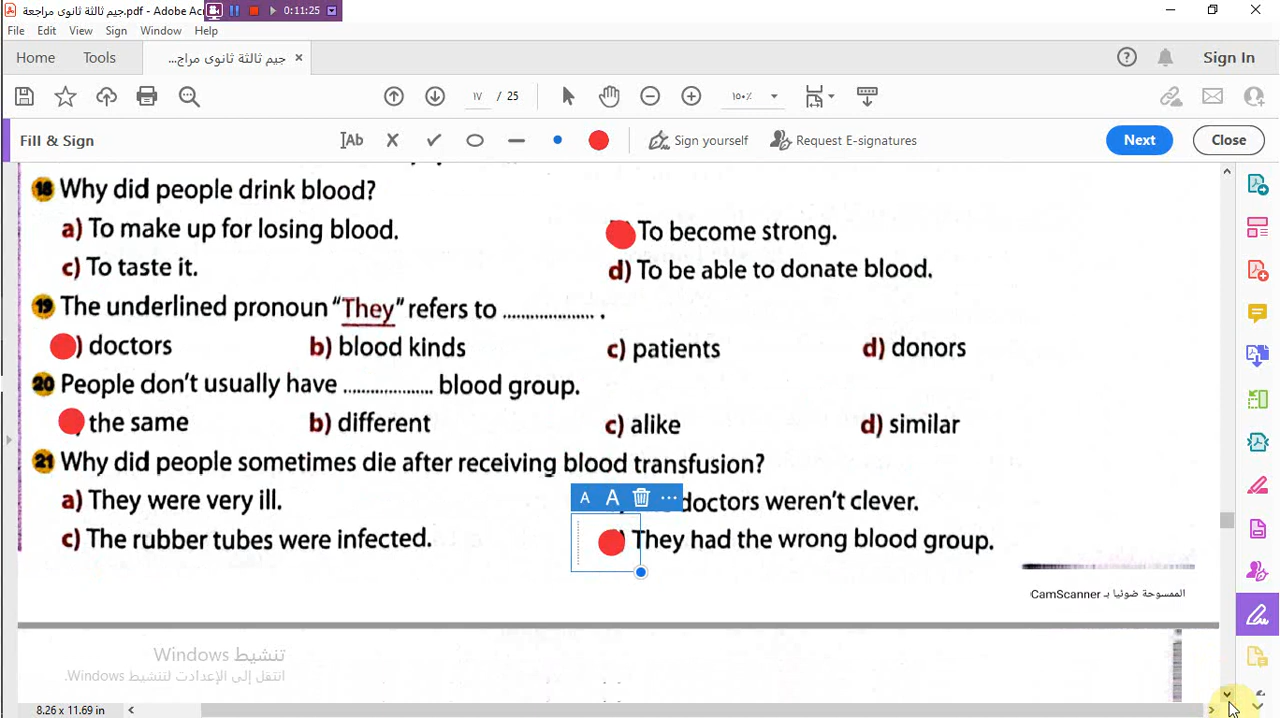 جيم ثالثة ثانوى مراجعة.pdf - Adobe Acr
0:11:25
File Edit View Sign Window Help
Home Tools جيم ثالثة ثانوى مراج... × Sign In
١٧ / 25 ١٥٠٪
Fill & Sign Ab Sign yourself Request E-signatures Next Close
18 Why did people drink blood?
a) To make up for losing blood. To become strong.
c) To taste it. d) To be able to donate blood.
19 The underlined pronoun “They” refers to .................... .
) doctors b) blood kinds c) patients d) donors
20 People don’t usually have .................... blood group.
the same b) different c) alike d) similar
21 Why did people sometimes die after receiving blood transfusion?
a) They were very ill. doctors weren’t clever.
c) The rubber tubes were infected. ) They had the wrong blood group.
A A
الممسوحة ضوئيا بـ CamScanner
تنشيط Windows
انتقل إلى الإعدادات لتنشيط Windows.
8.26 x 11.69 in